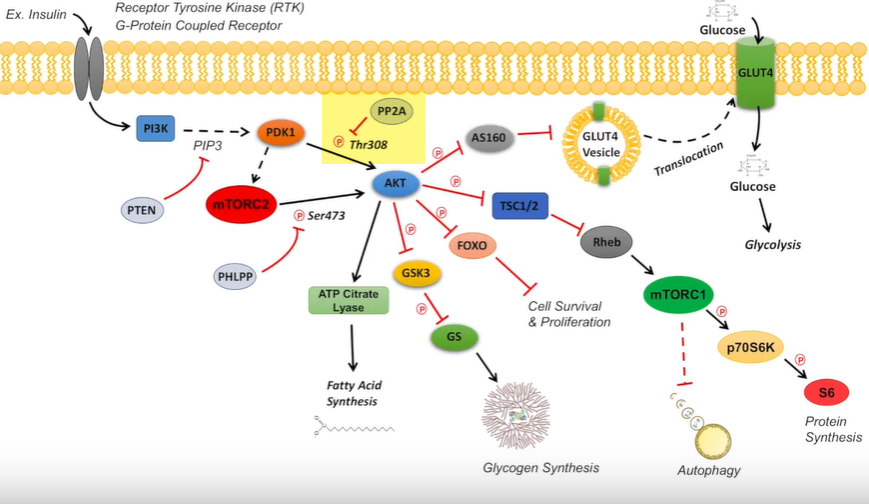 Ex. Insulin
Receptor Tyrosine Kinase (RTK)
G-Protein Coupled Receptor
Glucose
GLUT4
PI3K
PIP3
PDK1
PP2A
P
Thr308
AS160
P
GLUT4
Vesicle
Translocation
Glucose
Glycolysis
PTEN
mTORC2
P
Ser473
AKT
P
TSC1/2
PHLPP
P
P
FOXO
Rheb
GSK3
ATP Citrate
Lyase
P
GS
Cell Survival
& Proliferation
mTORC1
P
p70S6K
P
S6
Fatty Acid
Synthesis
Glycogen Synthesis
Autophagy
Protein
Synthesis